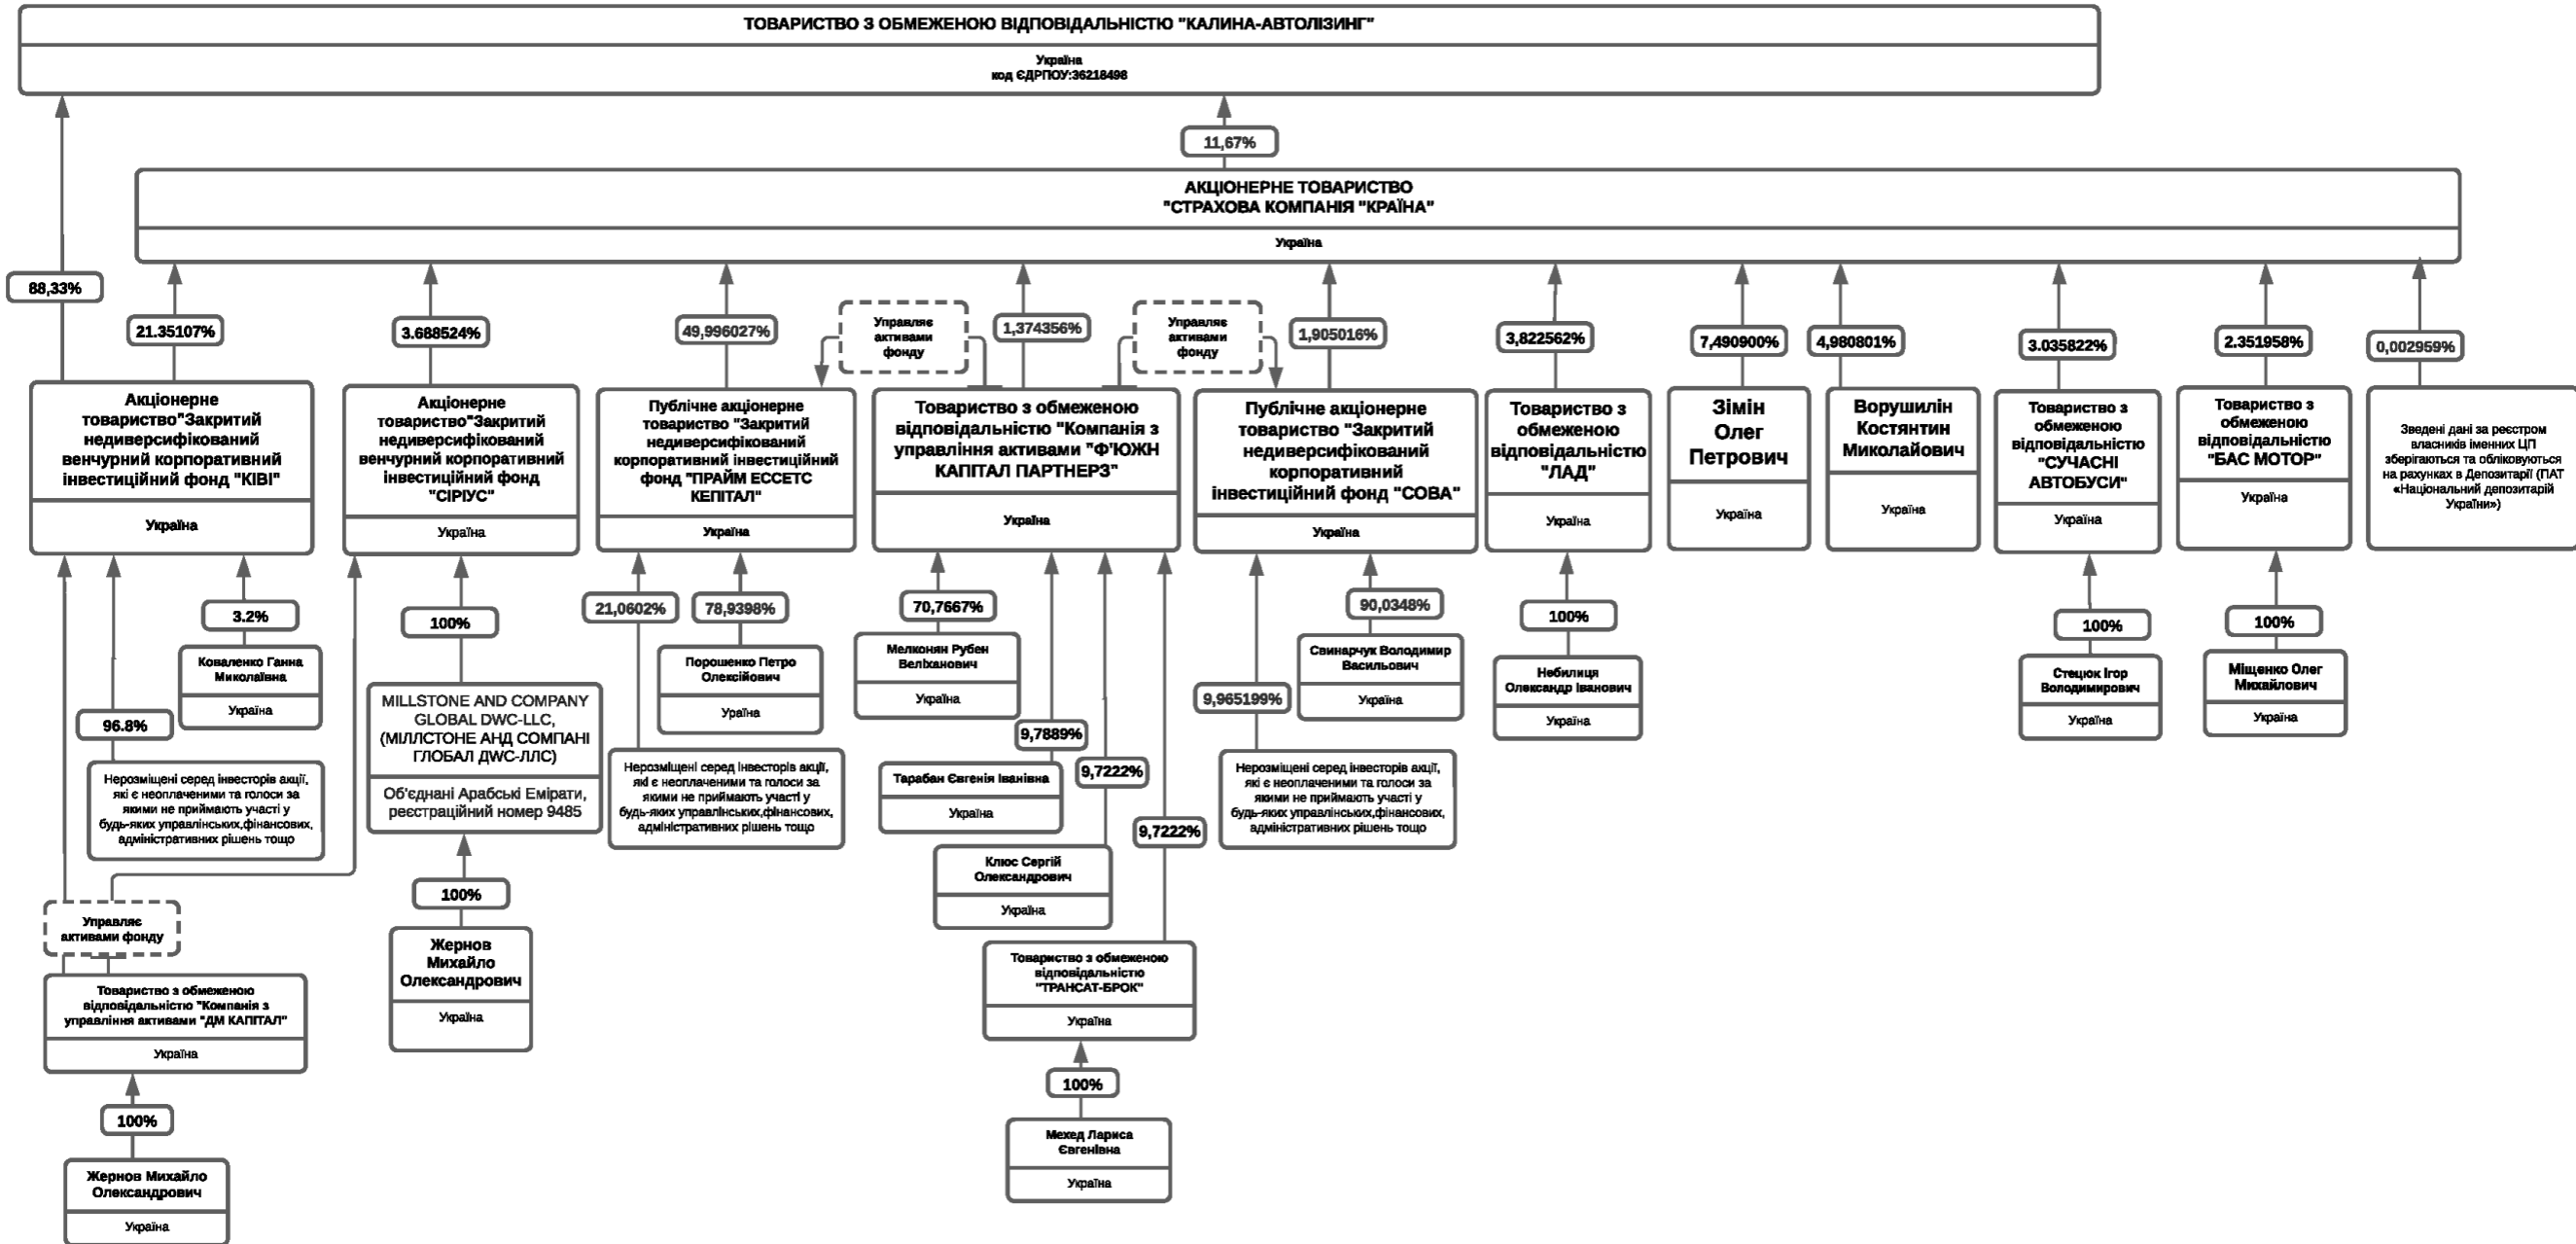 ТОВАРИСТВО З ОБМЕЖЕНОЮ ВІДПОВІДАЛЬНІСТЮ "КАЛИНА-АВТОЛІЗИНГ"
Україна
код ЄДРПОУ:36218498
11,67%
АКЦІОНЕРНЕ ТОВАРИСТВО
"СТРАХОВА КОМПАНІЯ "КРАЇНА"
Україна
88,33%
21.35107%
3.688524%
49,996027%
Управляє
активами
фонду
1,374356%
Управляє
активами
фонду
1,905016%
3,822562%
7,490900%
4,980801%
3.035822%
2.351958%
0,002959%
Акціонерне
товариство"Закритий
недиверсифікований
венчурний корпоративний
інвестиційний фонд "КІВІ"
Україна
Акціонерне
товариство"Закритий
недиверсифікований
венчурний корпоративний
інвестиційний фонд
"СІРІУС"
Україна
Публічне акціонерне
товариство "Закритий
недиверсифікований
корпоративний інвестиційний
фонд "ПРАЙМ ЕССЕТС
КЕПІТАЛ"
Україна
Товариство з обмеженою
відповідальністю "Компанія з
управління активами "Ф'ЮЖН
КАПІТАЛ ПАРТНЕРЗ"
Україна
Публічне акціонерне
товариство "Закритий
недиверсифікований
корпоративний
інвестиційний фонд "СОВА"
Україна
Товариство з
обмеженою
відповідальністю
"ЛАД"
Україна
Зімін
Олег
Петрович
Україна
Ворушилін
Костянтин
Миколайович
Україна
Товариство з
обмеженою
відповідальністю
"СУЧАСНІ
АВТОБУСИ"
Україна
Товариство з
обмеженою
відповідальністю
"БАС МОТОР"
Україна
Зведені дані за реєстром
власників іменних ЦП
зберігаються та обліковуються
на рахунках в Депозитарії (ПАТ
«Національний депозитарій
України»)
3.2%
100%
21,0602%
78,9398%
70,7667%
90,0348%
100%
100%
100%
Коваленко Ганна
Миколаївна
Україна
96.8%
Нерозміщені серед інвесторів акції,
які є неоплаченими та голоси за
якими не приймають участі у
будь-яких управлінських,фінансових,
адміністративних рішень тощо
MILLSTONE AND COMPANY
GLOBAL DWC-LLC,
(МІЛЛСТОНЕ АНД СОМПАНІ
ГЛОБАЛ ДWС-ЛЛС)
Об'єднані Арабські Емірати,
реєстраційний номер 9485
Порошенко Петро
Олексійович
Ураїна
Нерозміщені серед інвесторів акції,
які є неоплаченими та голоси за
якими не приймають участі у
будь-яких управлінських,фінансових,
адміністративних рішень тощо
Мелконян Рубен
Веліханович
Україна
9,7889%
Тарабан Євгенія Іванівна
Україна
9,7222%
9,7222%
Свинарчук Володимир
Васильович
Україна
9,965199%
Нерозміщені серед інвесторів акції,
які є неоплаченими та голоси за
якими не приймають участі у
будь-яких управлінських,фінансових,
адміністративних рішень тощо
Небилиця
Олександр Іванович
Україна
Стецюк Ігор
Володимирович
Україна
Міщенко Олег
Михайлович
Україна
Клюс Сергій
Олександрович
Україна
100%
Управляє
активами фонду
Жернов
Михайло
Олександрович
Україна
Товариство з обмеженою
відповідальністю
"ТРАНСАТ-БРОК"
Україна
Товариство з обмеженою
відповідальністю "Компанія з
управління активами "ДМ КАПІТАЛ"
Україна
100%
100%
Мехед Лариса
Євгенівна
Україна
Жернов Михайло
Олександрович
Україна